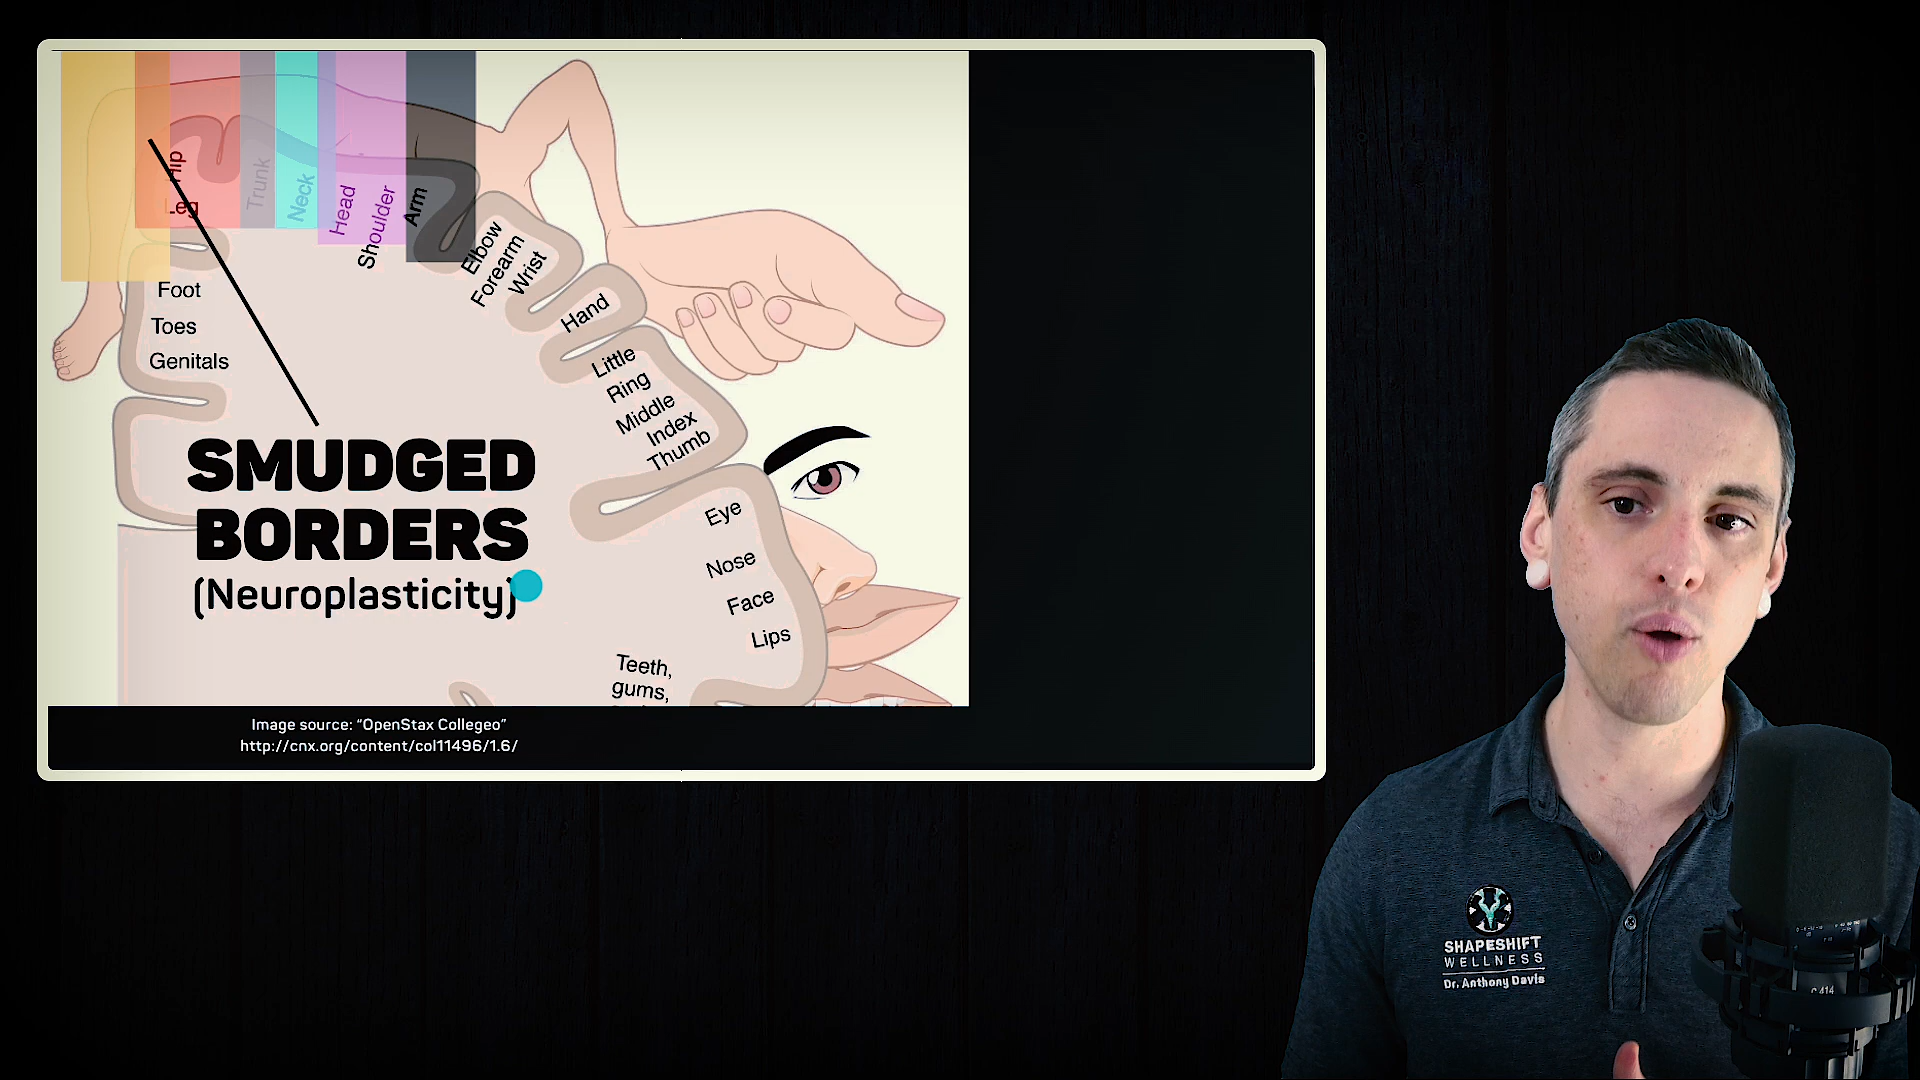 Hip
Leg
Trunk
Neck
Head
Shoulder
Arm
Elbow
Forearm
Wrist
Hand
Little
Ring
Middle
Index
Thumb
Foot
Toes
Genitals
SMUDGED
BORDERS
(Neuroplasticity)
Eye
Nose
Face
Lips
Teeth,
gums,
Image source: “OpenStax Collegeo”
http://cnx.org/content/col11496/1.6/
SHAPESHIFT
WELLNESS
Dr. Anthony Davis
C 414